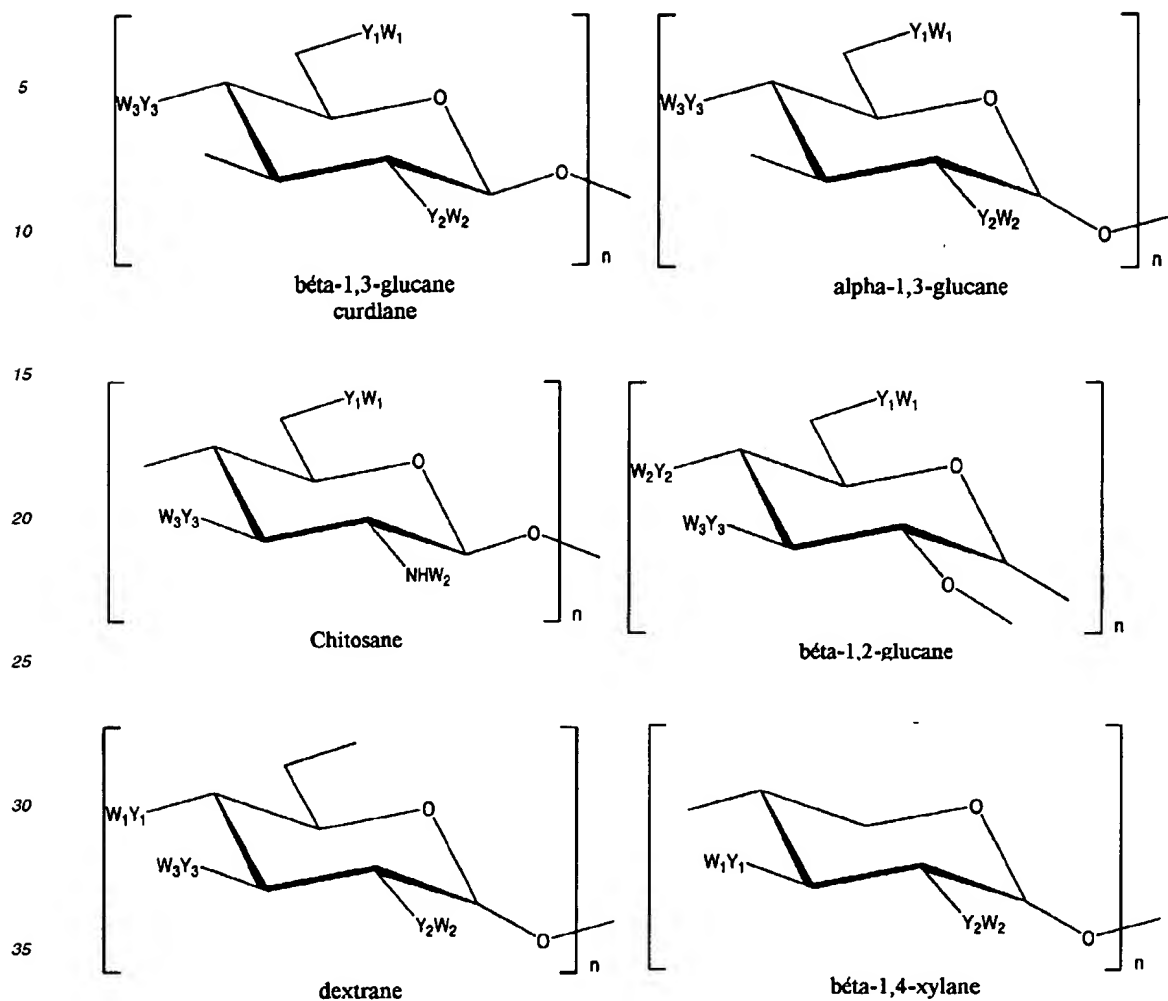 Y₁W₁ Y₁W₁
5
W₃Y₃ O W₃Y₃ O
O
Y₂W₂ Y₂W₂
10
O
n n
béta-1,3-glucane alpha-1,3-glucane
curdlane
15
Y₁W₁ Y₁W₁
O W₂Y₂ O
20
W₃Y₃ O W₃Y₃
NHW₂ O
n n
Chitosane béta-1,2-glucane
25
30
W₁Y₁ O O
W₃Y₃ W₁Y₁
Y₂W₂ O Y₂W₂ O
35
n n
dextrane béta-1,4-xylane